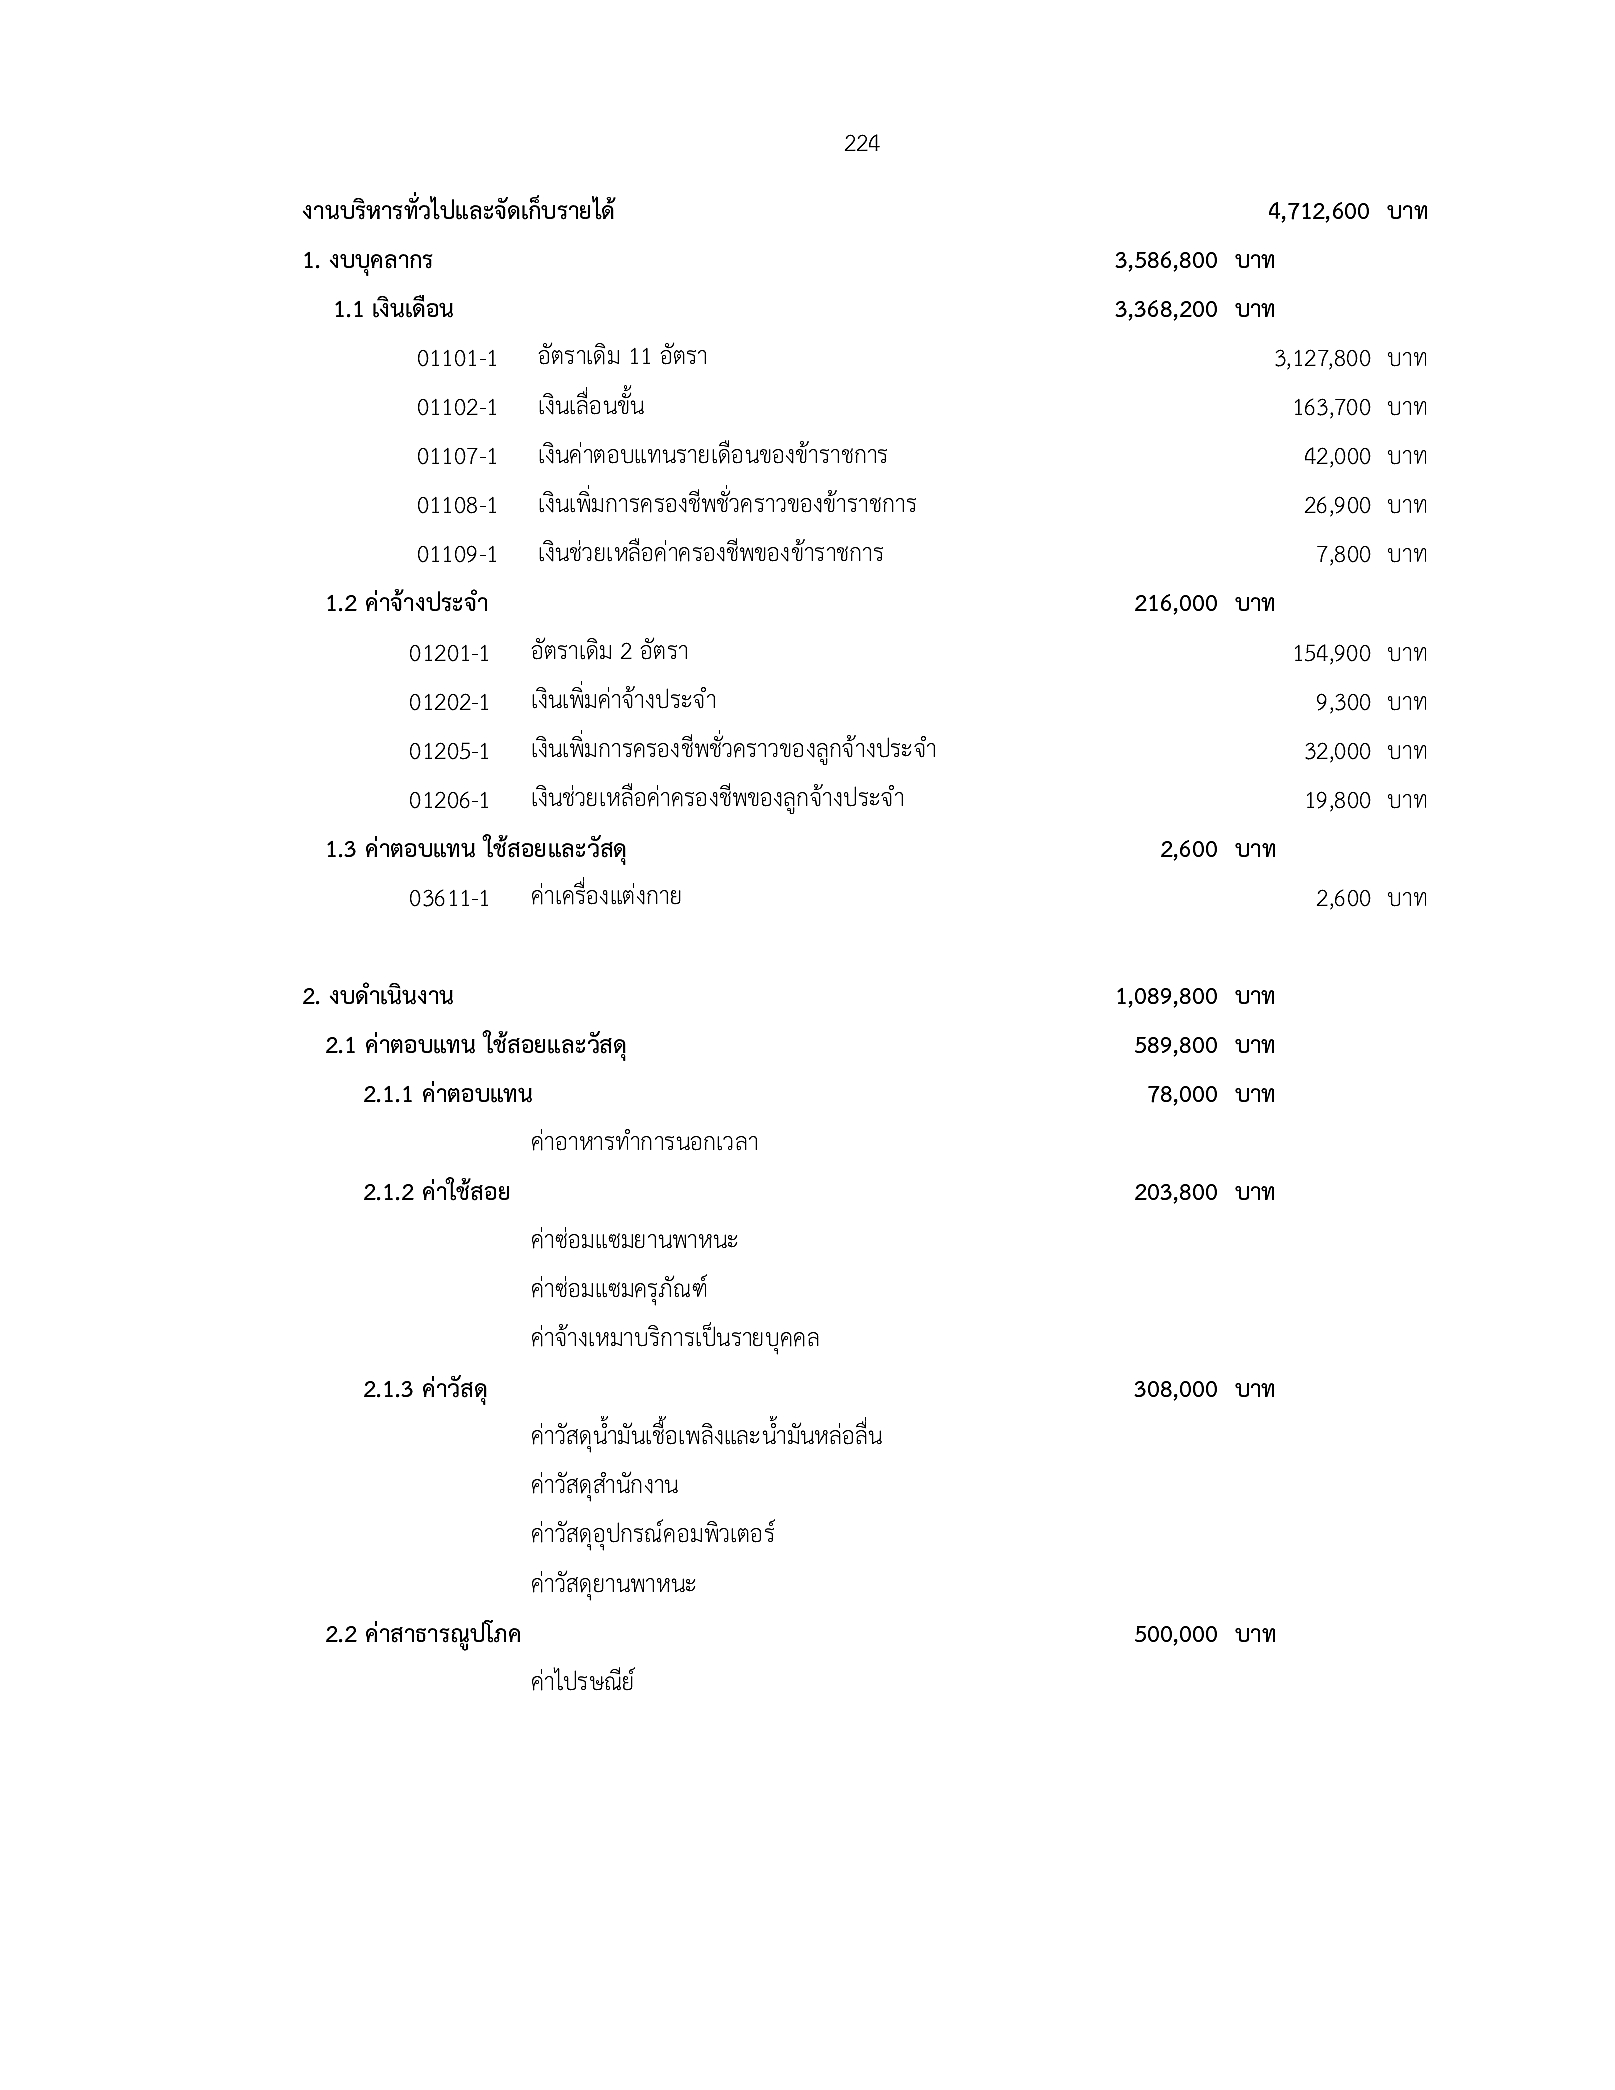 224
งานบริหารทั่วไปและจัดเก็บรายได้ 4,712,600 บาท
1. งบบุคลากร 3,586,800 บาท
1.1 เงินเดือน 3,368,200 บาท
01101-1 อัตราเดิม 11 อัตรา 3,127,800 บาท
01102-1 เงินเลื่อนขั้น 163,700 บาท
01107-1 เงินค่าตอบแทนรายเดือนของข้าราชการ 42,000 บาท
01108-1 เงินเพิ่มการครองชีพชั่วคราวของข้าราชการ 26,900 บาท
01109-1 เงินช่วยเหลือค่าครองชีพของข้าราชการ 7,800 บาท
1.2 ค่าจ้างประจำ 216,000 บาท
01201-1 อัตราเดิม 2 อัตรา 154,900 บาท
01202-1 เงินเพิ่มค่าจ้างประจำ 9,300 บาท
01205-1 เงินเพิ่มการครองชีพชั่วคราวของลูกจ้างประจำ 32,000 บาท
01206-1 เงินช่วยเหลือค่าครองชีพของลูกจ้างประจำ 19,800 บาท
1.3 ค่าตอบแทน ใช้สอยและวัสดุ 2,600 บาท
03611-1 ค่าเครื่องแต่งกาย 2,600 บาท
2. งบดำเนินงาน 1,089,800 บาท
2.1 ค่าตอบแทน ใช้สอยและวัสดุ 589,800 บาท
2.1.1 ค่าตอบแทน 78,000 บาท
ค่าอาหารทำการนอกเวลา
2.1.2 ค่าใช้สอย 203,800 บาท
ค่าซ่อมแซมยานพาหนะ
ค่าซ่อมแซมครุภัณฑ์
ค่าจ้างเหมาบริการเป็นรายบุคคล
2.1.3 ค่าวัสดุ 308,000 บาท
ค่าวัสดุน้ำมันเชื้อเพลิงและน้ำมันหล่อลื่น
ค่าวัสดุสำนักงาน
ค่าวัสดุอุปกรณ์คอมพิวเตอร์
ค่าวัสดุยานพาหนะ
2.2 ค่าสาธารณูปโภค 500,000 บาท
ค่าไปรษณีย์